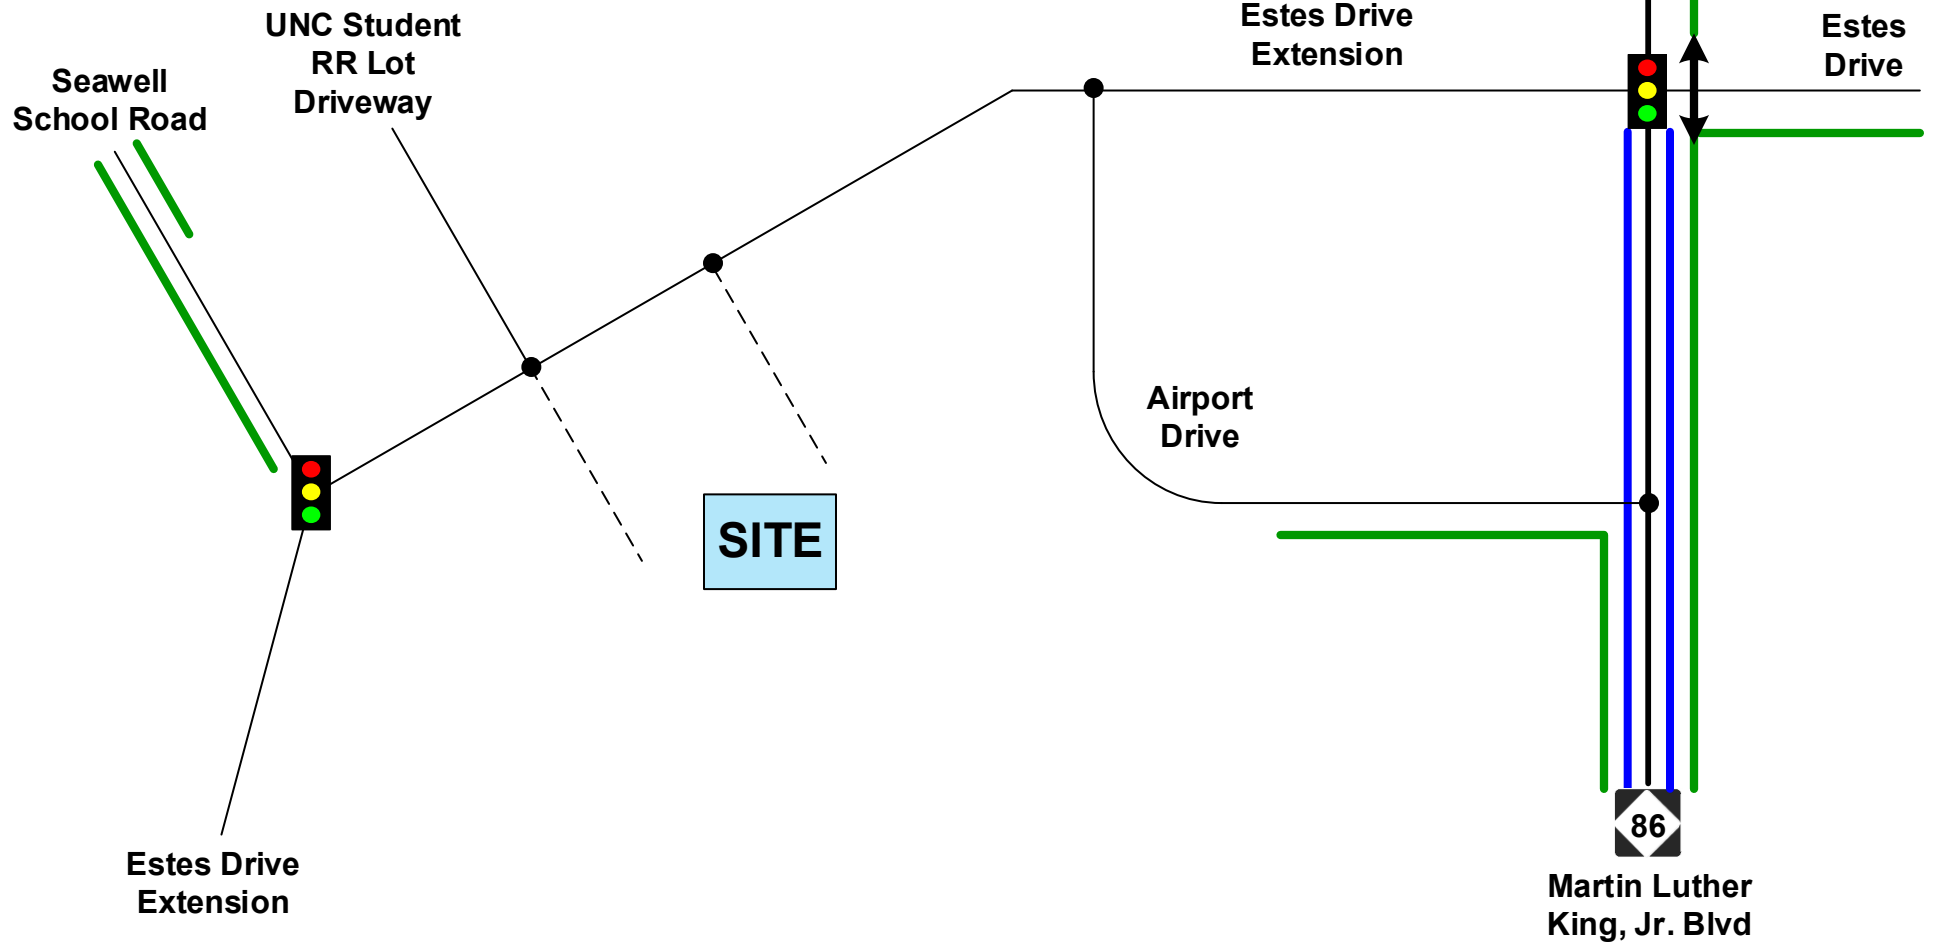 UNC Student
RR Lot
Driveway
Seawell
School Road
Estes Drive
Extension
Estes
Drive
Airport
Drive
SITE
86
Estes Drive
Extension
Martin Luther
King, Jr. Blvd